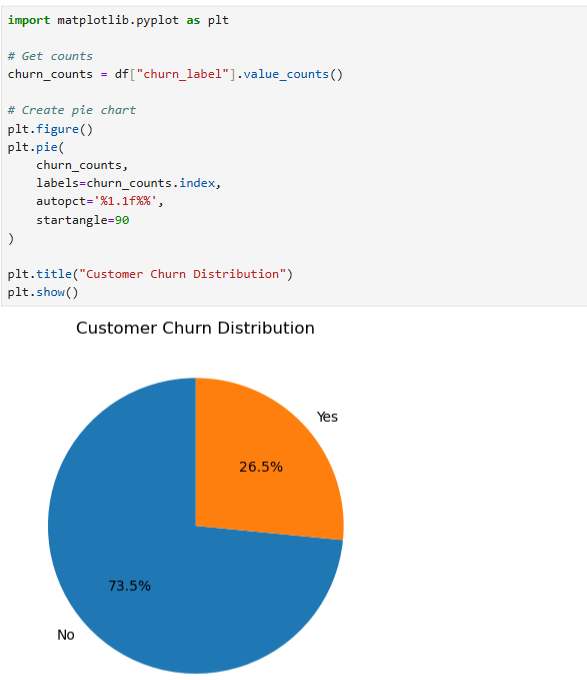 import matplotlib.pyplot as plt
# Get counts
churn_counts = df["churn_label"].value_counts()
# Create pie chart
plt.figure()
plt.pie(
    churn_counts,
    labels=churn_counts.index,
    autopct='%1.1f%%',
    startangle=90
)
plt.title("Customer Churn Distribution")
plt.show()
Customer Churn Distribution
Yes
26.5%
73.5%
No